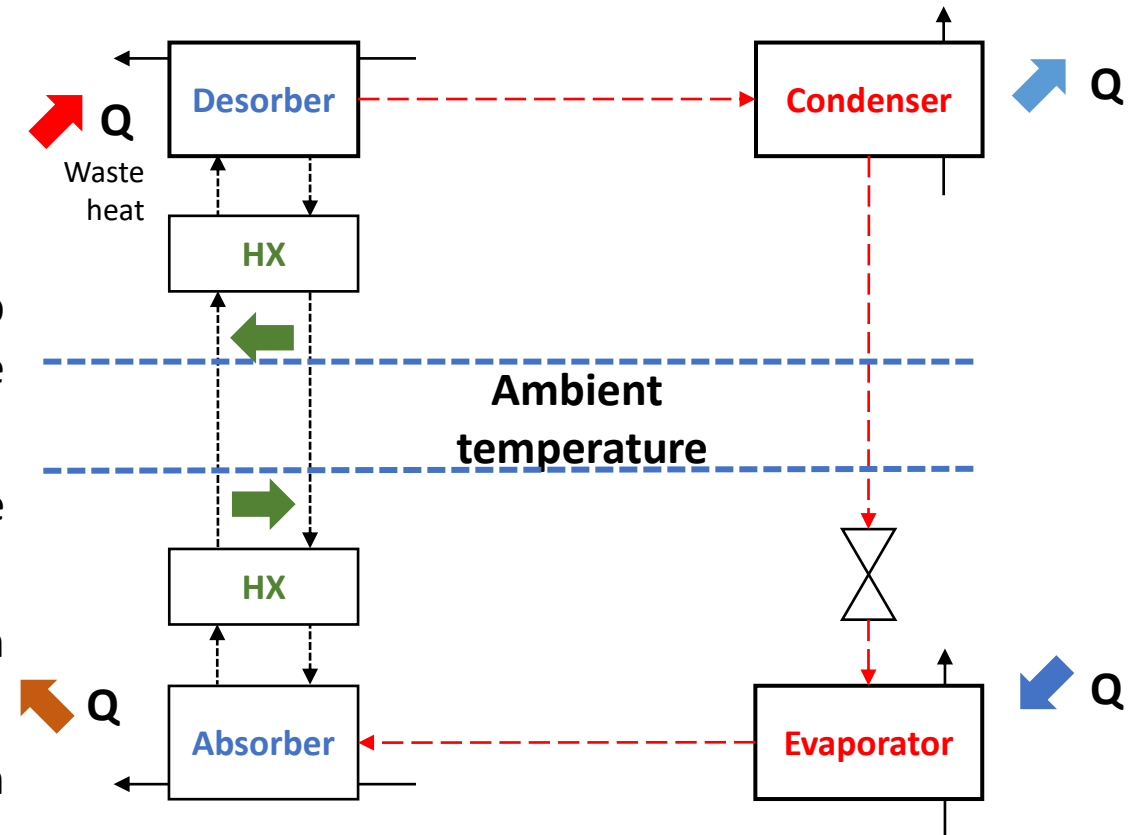 Desorber
Condenser
Q
Q
Waste
heat
HX
Ambient
temperature
HX
Q
Q
Absorber
Evaporator